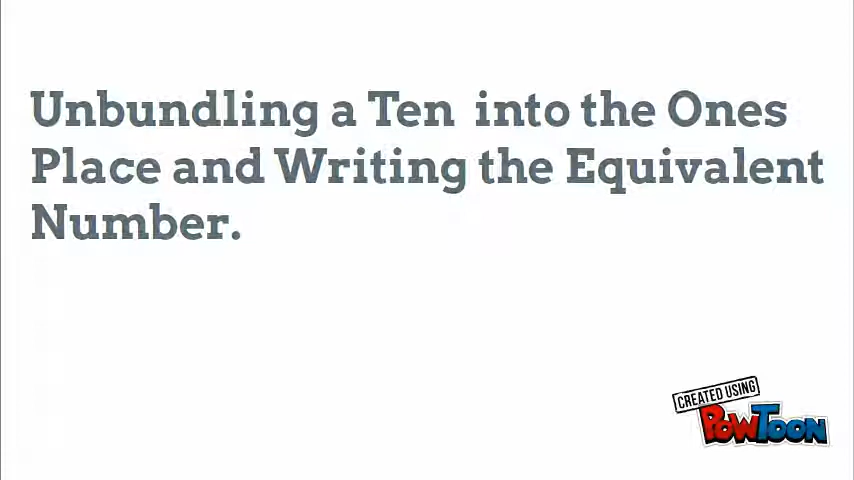 Unbundling a Ten into the Ones
Place and Writing the Equivalent
Number.
CREATED USING
POWTOON